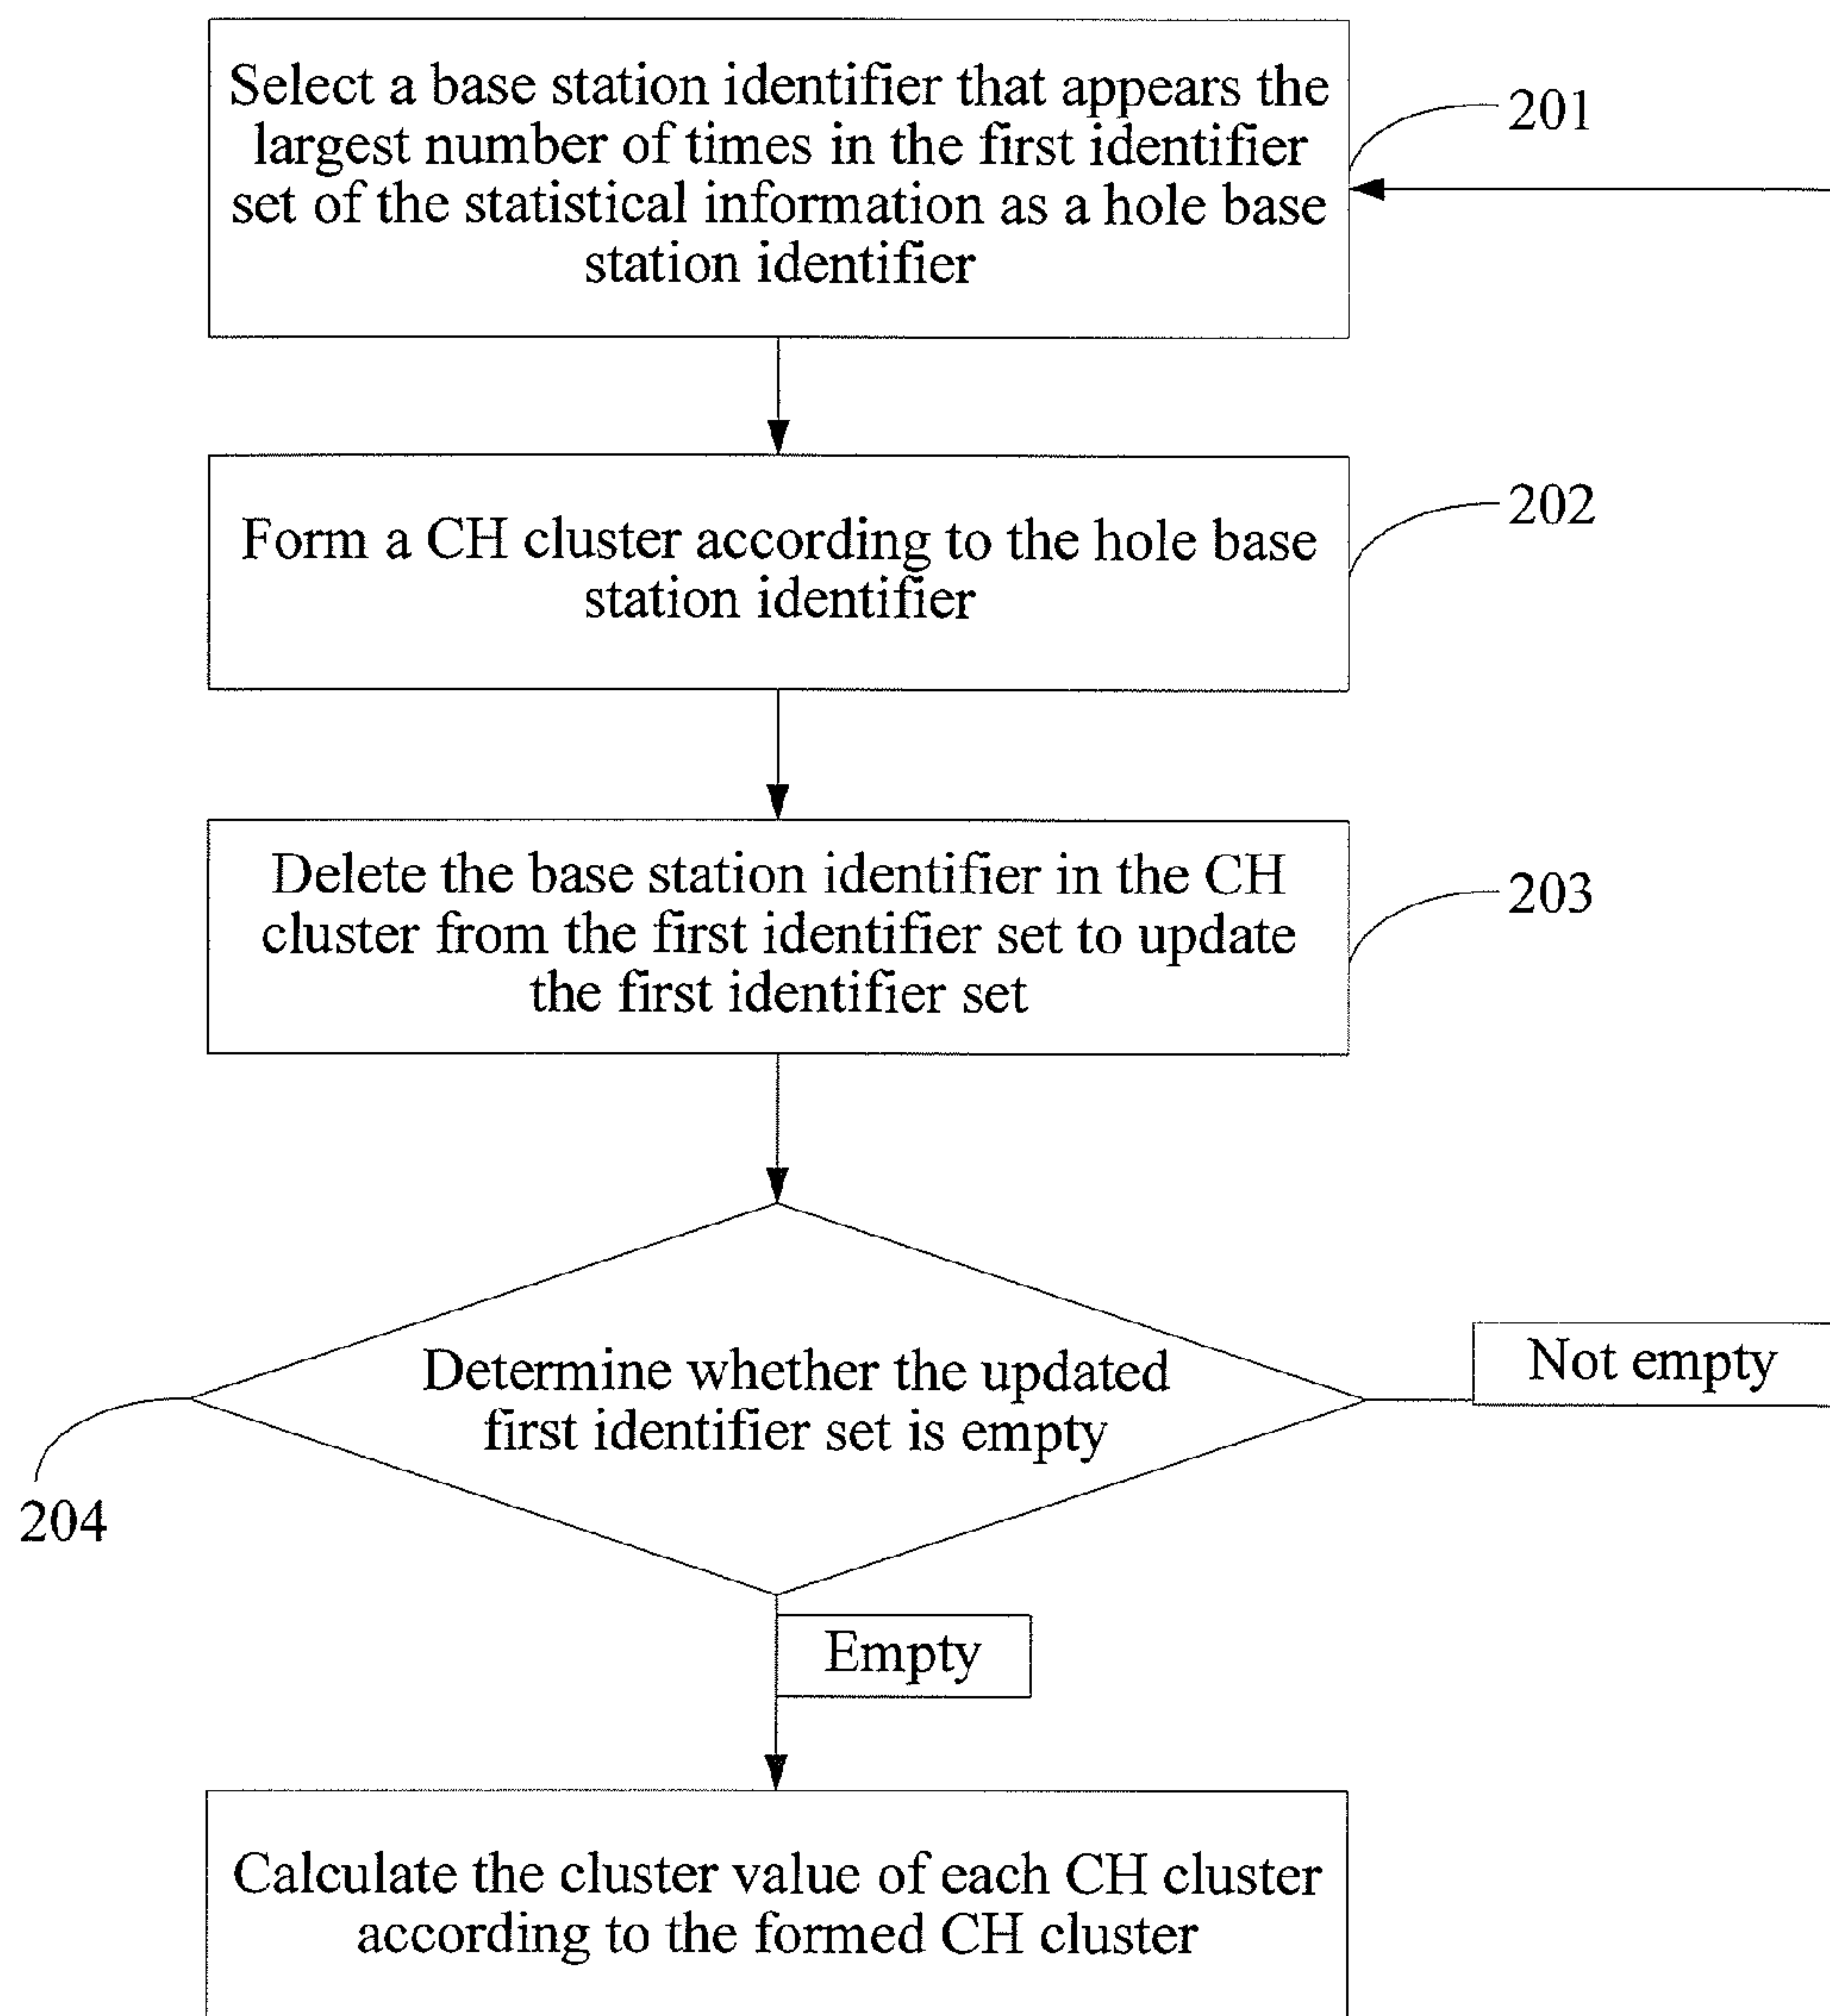 Select a base station identifier that appears the
largest number of times in the first identifier
set of the statistical information as a hole base
station identifier
201
Form a CH cluster according to the hole base
station identifier
202
Delete the base station identifier in the CH
cluster from the first identifier set to update
the first identifier set
203
Determine whether the updated
first identifier set is empty
Not empty
204
Empty
Calculate the cluster value of each CH cluster
according to the formed CH cluster